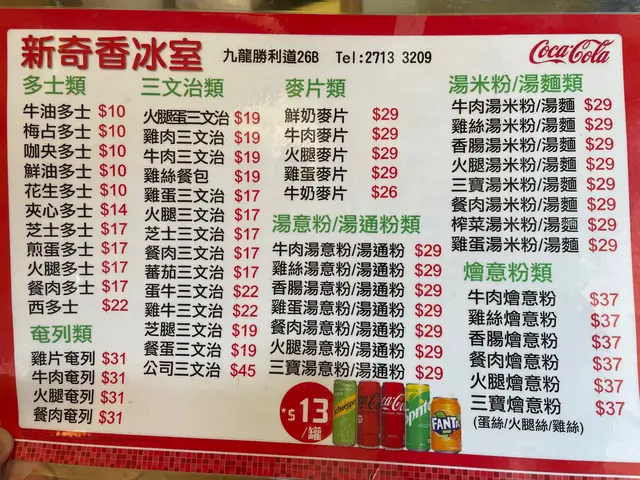 新奇香冰室 九龍勝利道26B Tel:2713 3209 Coca-Cola
多士類
牛油多士 $10
梅占多士 $10
咖央多士 $10
鮮油多士 $10
花生多士 $10
夾心多士 $14
芝士多士 $17
煎蛋多士 $17
火腿多士 $17
餐肉多士 $17
西多士 $22
奄列類
雞片奄列 $31
牛肉奄列 $31
火腿奄列 $31
餐肉奄列 $31
三文治類
火腿蛋三文治 $19
雞肉三文治 $19
牛肉三文治 $19
雞絲餐包 $19
雞蛋三文治 $17
火腿三文治 $17
芝士三文治 $17
餐肉三文治 $17
蕃茄三文治 $17
蛋牛三文治 $22
雞牛三文治 $22
芝腿三文治 $19
餐蛋三文治 $19
公司三文治 $45
麥片類
鮮奶麥片 $29
牛肉麥片 $29
火腿麥片 $29
雞蛋麥片 $29
牛奶麥片 $26
湯意粉/湯通粉類
牛肉湯意粉/湯通粉 $29
雞絲湯意粉/湯通粉 $29
香腸湯意粉/湯通粉 $29
雞蛋湯意粉/湯通粉 $29
餐肉湯意粉/湯通粉 $29
火腿湯意粉/湯通粉 $29
三寶湯意粉/湯通粉 $29
湯米粉/湯麵類
牛肉湯米粉/湯麵 $29
雞絲湯米粉/湯麵 $29
香腸湯米粉/湯麵 $29
火腿湯米粉/湯麵 $29
三寶湯米粉/湯麵 $29
餐肉湯米粉/湯麵 $29
榨菜湯米粉/湯麵 $29
雞蛋湯米粉/湯麵 $29
燴意粉類
牛肉燴意粉 $37
雞絲燴意粉 $37
香腸燴意粉 $37
餐肉燴意粉 $37
火腿燴意粉 $37
三寶燴意粉 $37
(蛋絲/火腿絲/雞絲)
*$13
/罐
Schweppes
Coca-Cola
Coca-Cola
Sprite
FANTA